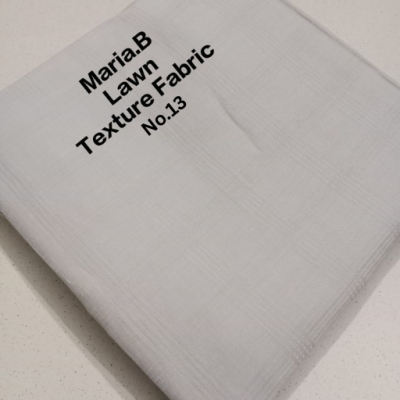 Maria.B
Lawn
Texture Fabric
No.13